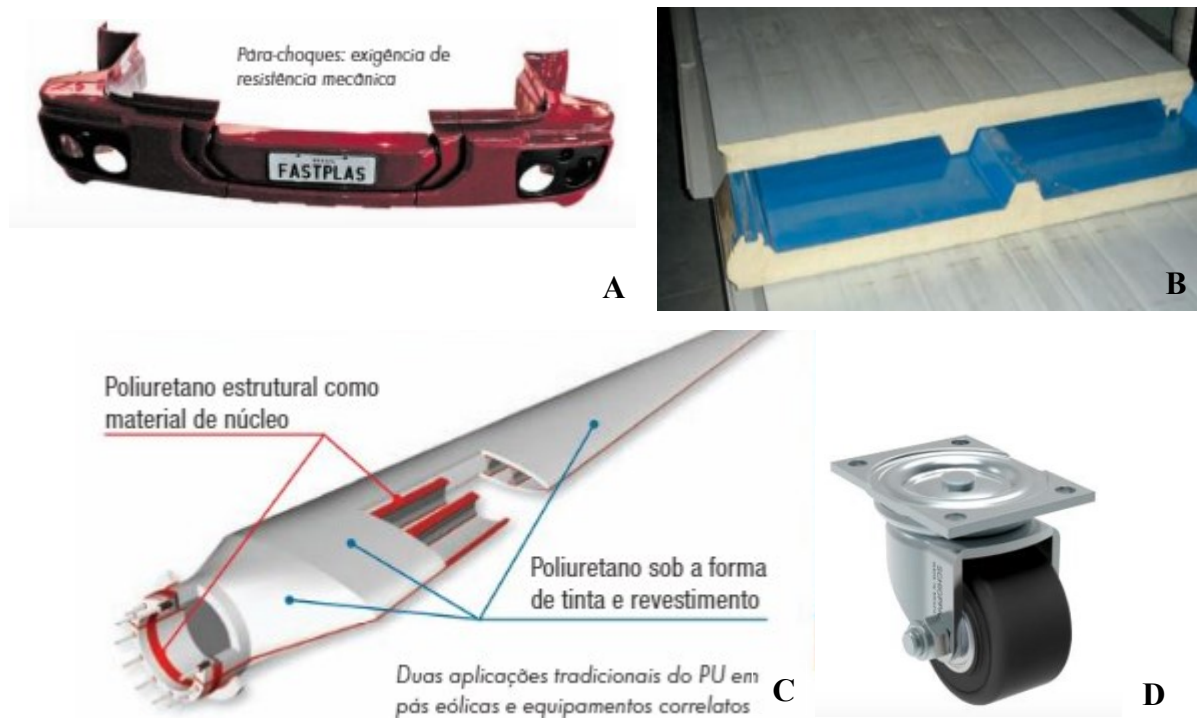 Pára-choques: exigência de
resistência mecânica
FASTPLAS
A
B
Poliuretano estrutural como
material de núcleo
Poliuretano sob a forma
de tinta e revestimento
Duas aplicações tradicionais do PU em
pás eólicas e equipamentos correlatos
C
D